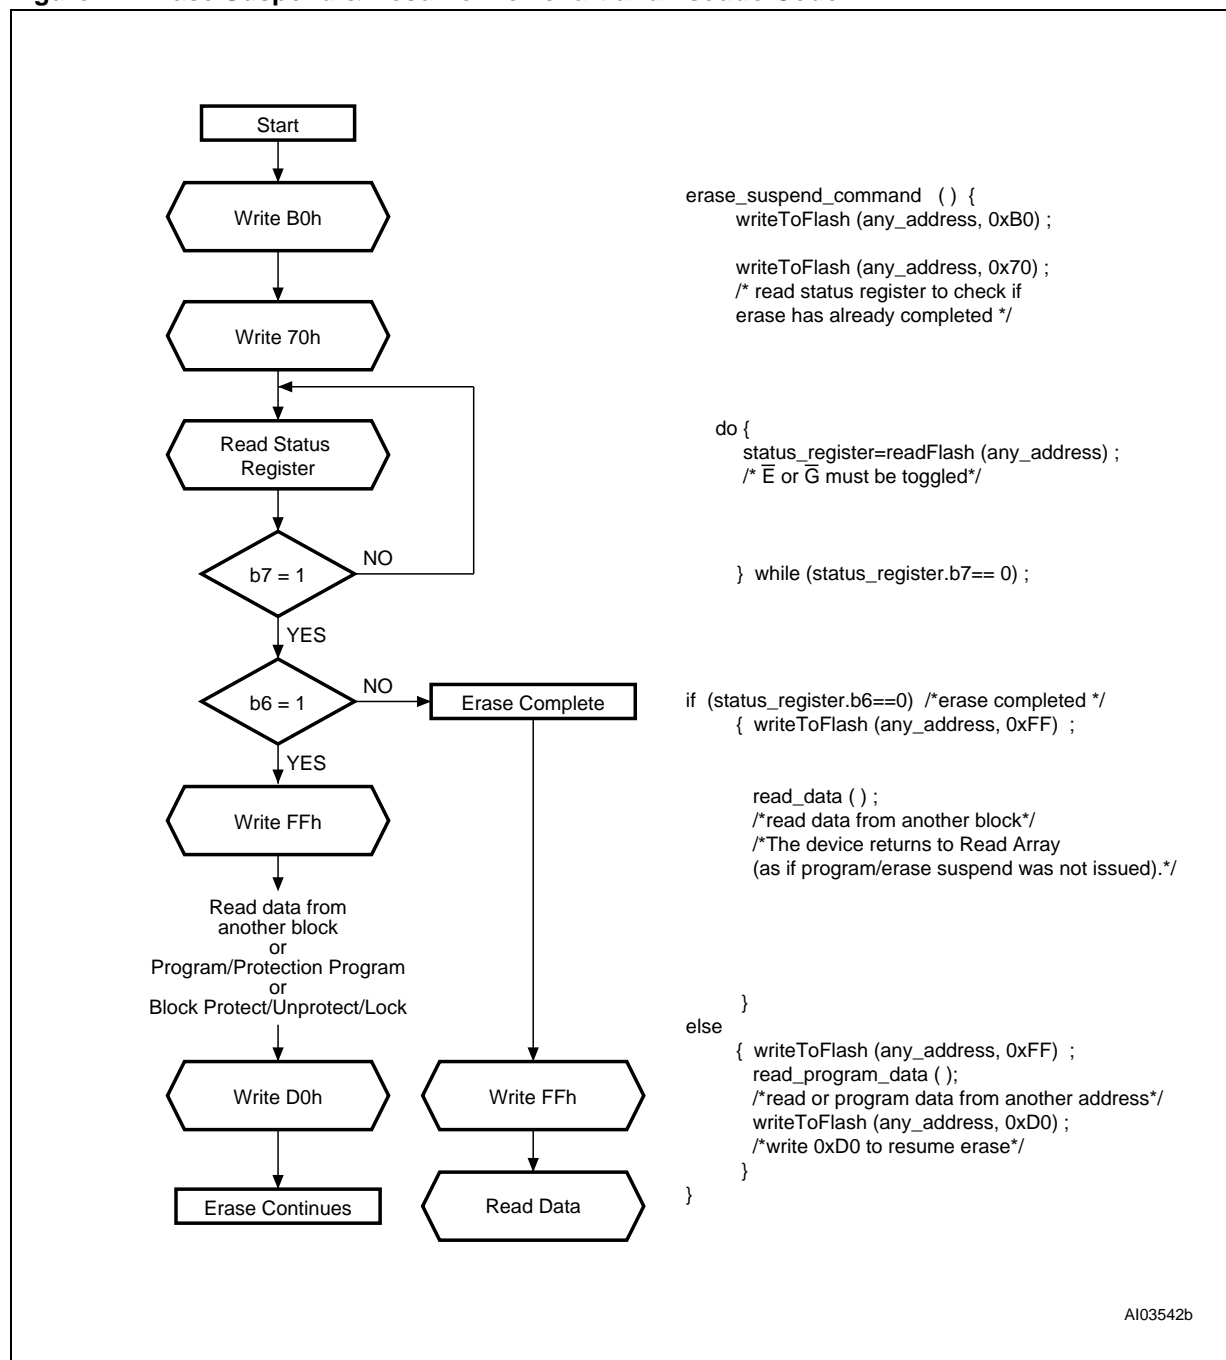 Start
Write B0h
Write 70h
Read Status
Register
b7 = 1
NO
YES
b6 = 1
NO
Erase Complete
YES
Write FFh
Read data from
another block
or
Program/Protection Program
or
Block Protect/Unprotect/Lock
Write D0h
Write FFh
Erase Continues
Read Data
erase_suspend_command ( ) {
writeToFlash (any_address, 0xB0) ;
writeToFlash (any_address, 0x70) ;
/* read status register to check if
erase has already completed */
do {
status_register=readFlash (any_address) ;
/* E̅ or G̅ must be toggled*/
} while (status_register.b7== 0) ;
if (status_register.b6==0) /*erase completed */
{ writeToFlash (any_address, 0xFF) ;
read_data ( ) ;
/*read data from another block*/
/*The device returns to Read Array
(as if program/erase suspend was not issued).*/
}
else
{ writeToFlash (any_address, 0xFF) ;
read_program_data ( );
/*read or program data from another address*/
writeToFlash (any_address, 0xD0) ;
/*write 0xD0 to resume erase*/
}
}
AI03542b